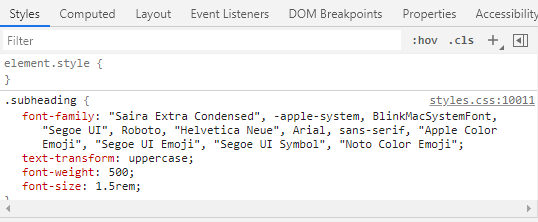 Styles Computed Layout Event Listeners DOM Breakpoints Properties Accessibility
Filter :hov .cls +
element.style {
}
.subheading { styles.css:10011
font-family: "Saira Extra Condensed", -apple-system, BlinkMacSystemFont,
"Segoe UI", Roboto, "Helvetica Neue", Arial, sans-serif, "Apple Color
Emoji", "Segoe UI Emoji", "Segoe UI Symbol", "Noto Color Emoji";
text-transform: uppercase;
font-weight: 500;
font-size: 1.5rem;
}